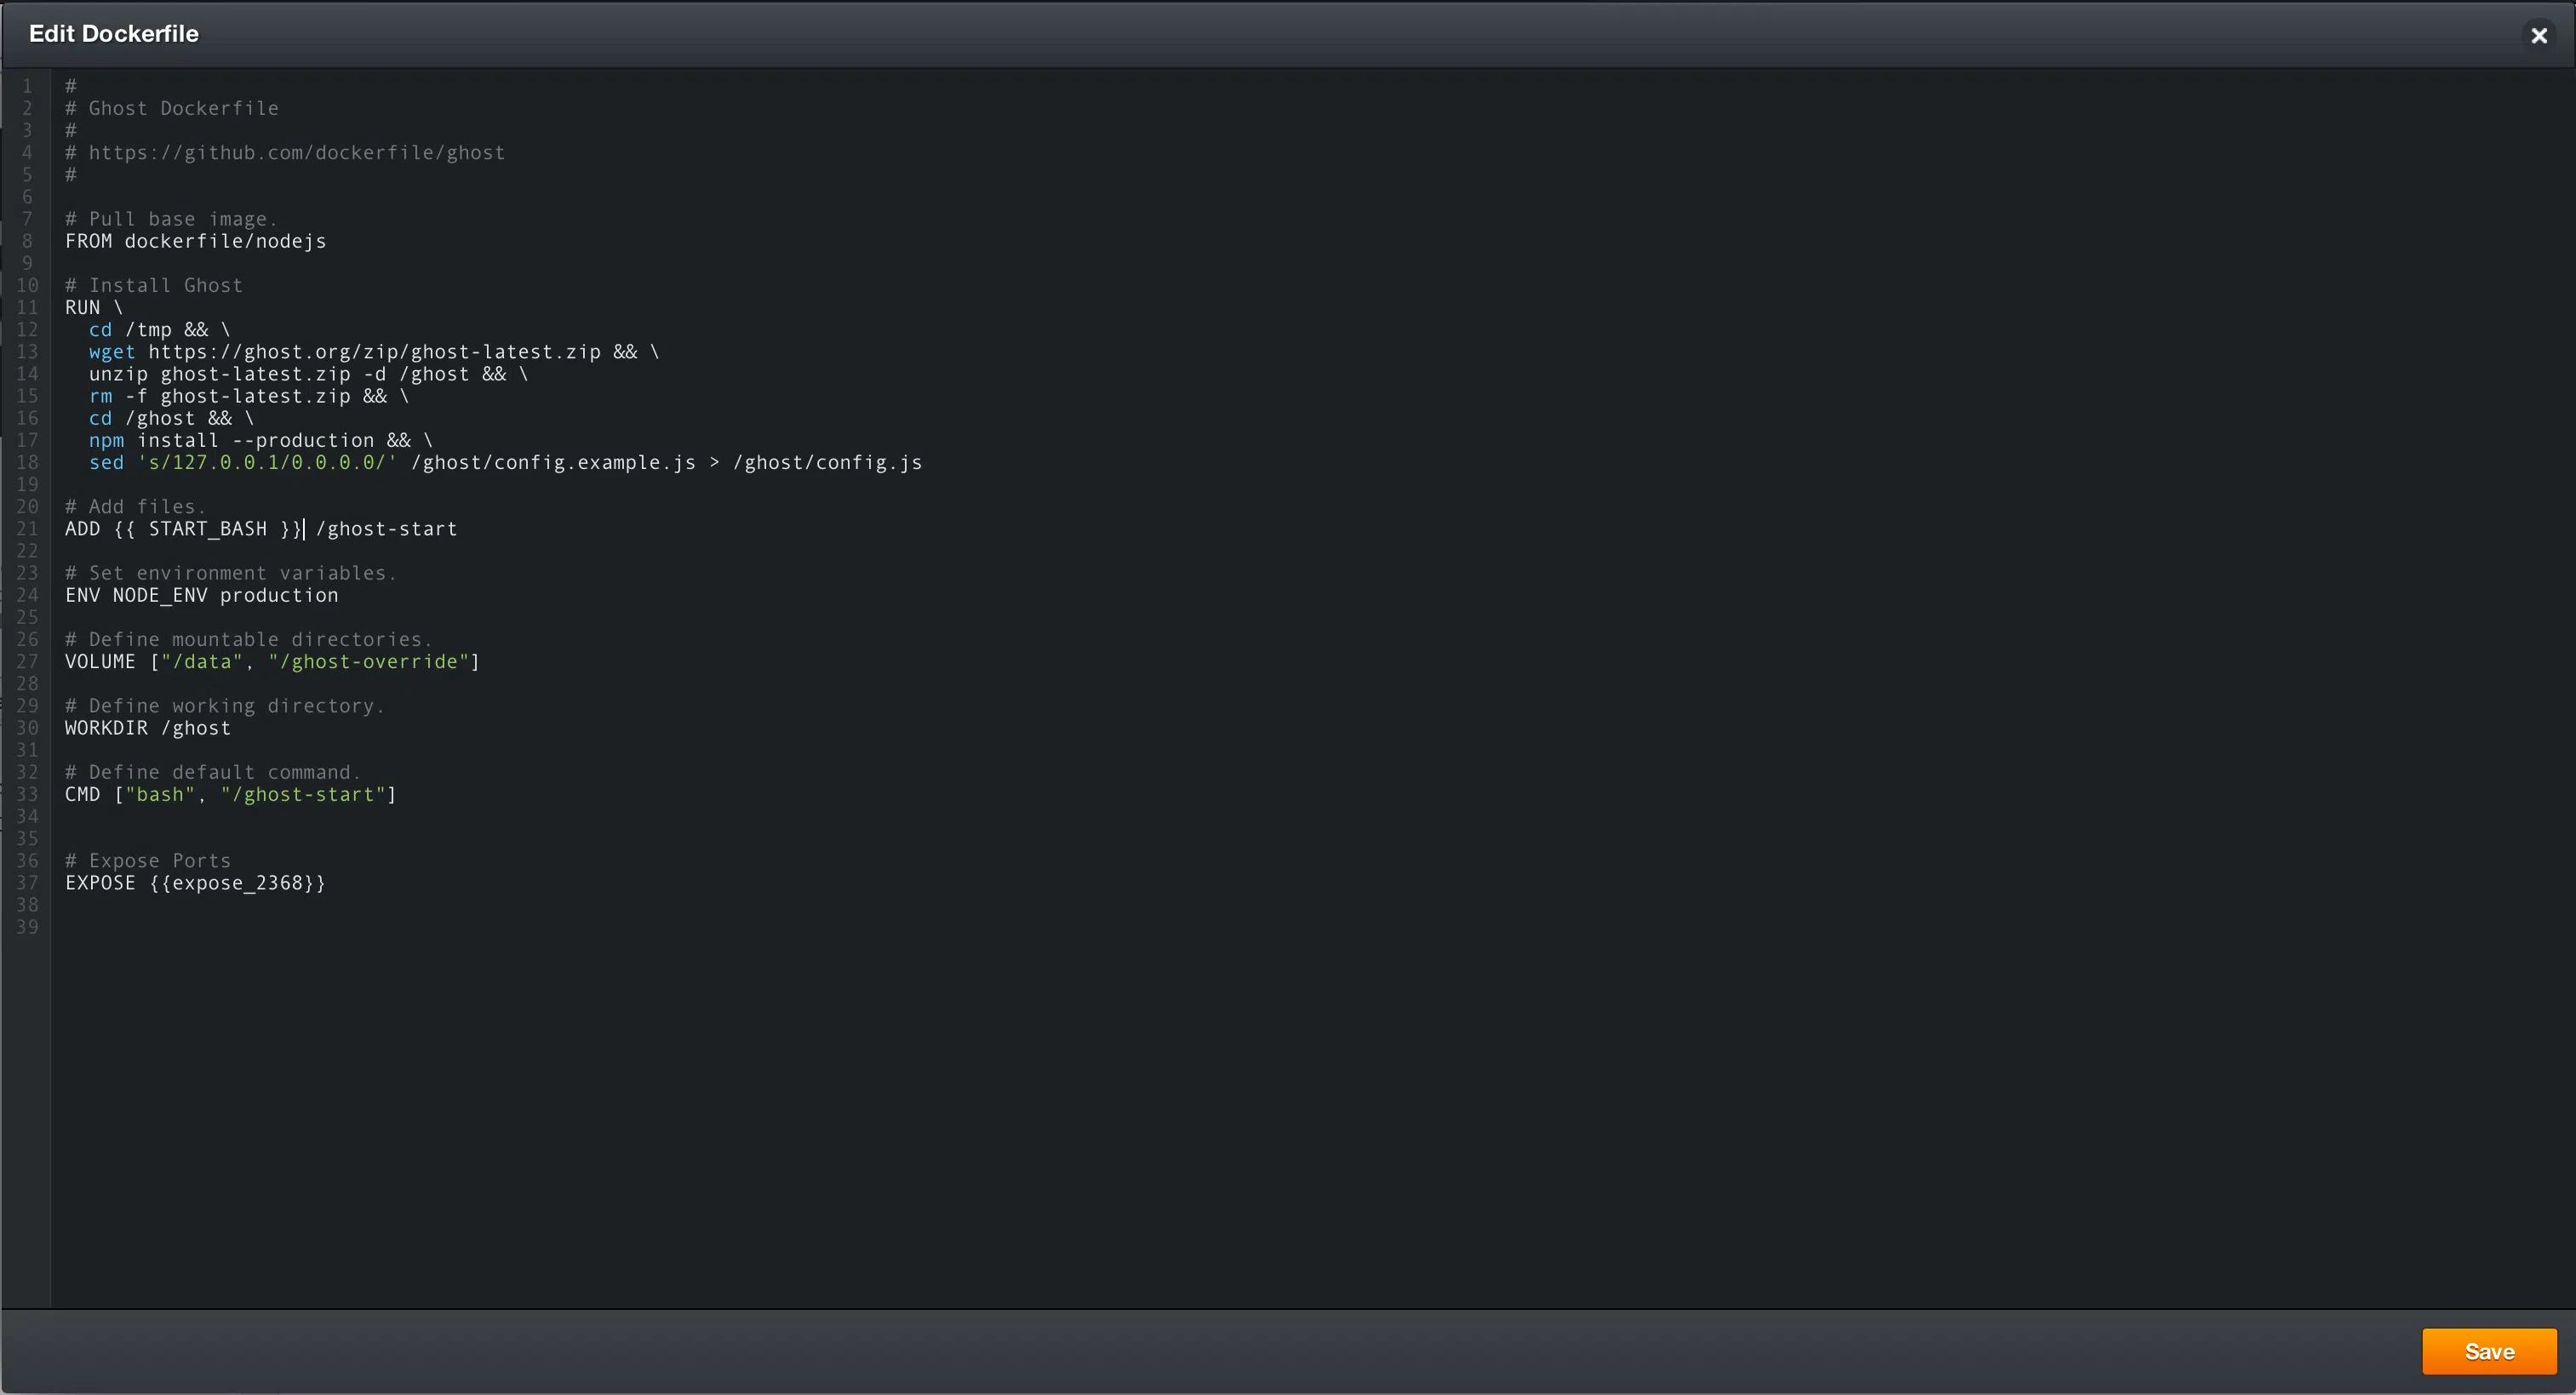 Edit Dockerfile
1 #
2 # Ghost Dockerfile
3 #
4 # https://github.com/dockerfile/ghost
5 #
6
7 # Pull base image.
8 FROM dockerfile/nodejs
9
10 # Install Ghost
11 RUN \
12   cd /tmp && \
13   wget https://ghost.org/zip/ghost-latest.zip && \
14   unzip ghost-latest.zip -d /ghost && \
15   rm -f ghost-latest.zip && \
16   cd /ghost && \
17   npm install --production && \
18   sed 's/127.0.0.1/0.0.0.0/' /ghost/config.example.js > /ghost/config.js
19
20 # Add files.
21 ADD {{ START_BASH }} /ghost-start
22
23 # Set environment variables.
24 ENV NODE_ENV production
25
26 # Define mountable directories.
27 VOLUME ["/data", "/ghost-override"]
28
29 # Define working directory.
30 WORKDIR /ghost
31
32 # Define default command.
33 CMD ["bash", "/ghost-start"]
34
35
36 # Expose Ports
37 EXPOSE {{expose_2368}}
38
39
Save